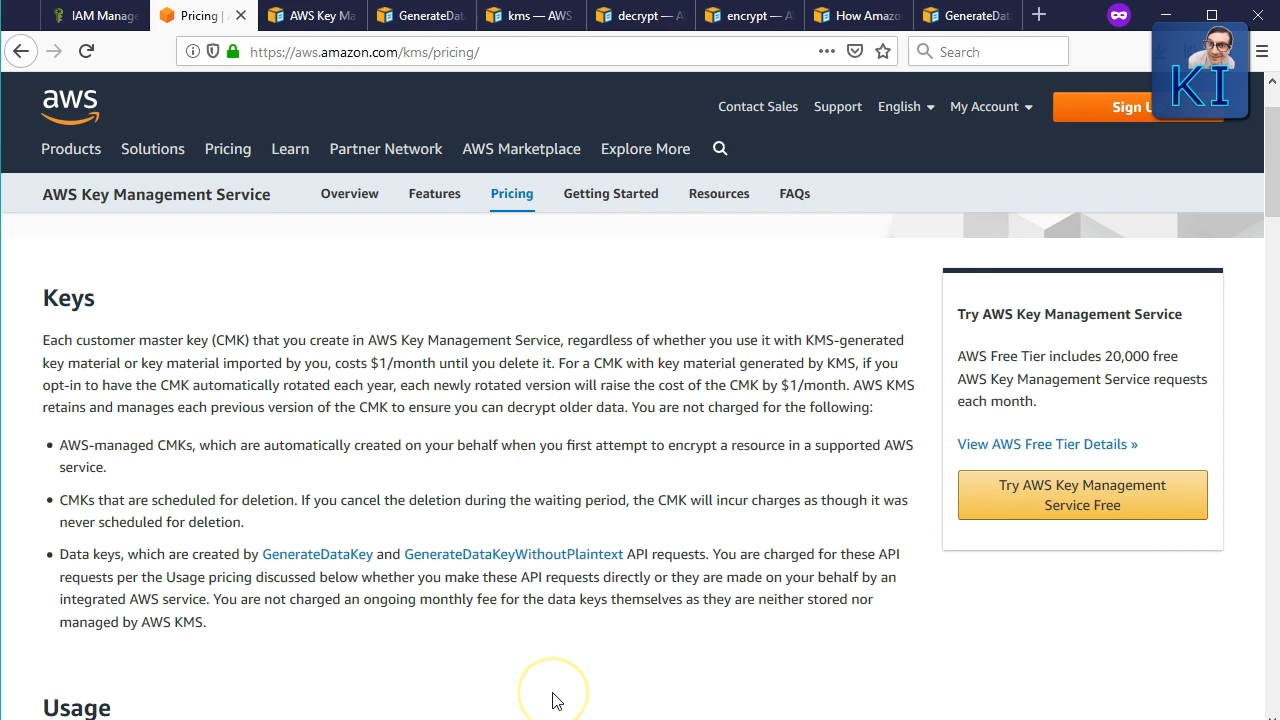 IAM Manage
Pricing | A
AWS Key Ma
GenerateDat
kms — AWS
decrypt — A
encrypt — A
How Amazo
GenerateDat
https://aws.amazon.com/kms/pricing/
Search
KI
aws
Contact Sales
Support
English
My Account
Sign U
Products
Solutions
Pricing
Learn
Partner Network
AWS Marketplace
Explore More
AWS Key Management Service
Overview
Features
Pricing
Getting Started
Resources
FAQs
Keys
Each customer master key (CMK) that you create in AWS Key Management Service, regardless of whether you use it with KMS-generated
key material or key material imported by you, costs $1/month until you delete it. For a CMK with key material generated by KMS, if you
opt-in to have the CMK automatically rotated each year, each newly rotated version will raise the cost of the CMK by $1/month. AWS KMS
retains and manages each previous version of the CMK to ensure you can decrypt older data. You are not charged for the following:
• AWS-managed CMKs, which are automatically created on your behalf when you first attempt to encrypt a resource in a supported AWS
service.
• CMKs that are scheduled for deletion. If you cancel the deletion during the waiting period, the CMK will incur charges as though it was
never scheduled for deletion.
• Data keys, which are created by GenerateDataKey and GenerateDataKeyWithoutPlaintext API requests. You are charged for these API
requests per the Usage pricing discussed below whether you make these API requests directly or they are made on your behalf by an
integrated AWS service. You are not charged an ongoing monthly fee for the data keys themselves as they are neither stored nor
managed by AWS KMS.
Usage
Try AWS Key Management Service
AWS Free Tier includes 20,000 free
AWS Key Management Service requests
each month.
View AWS Free Tier Details »
Try AWS Key Management
Service Free